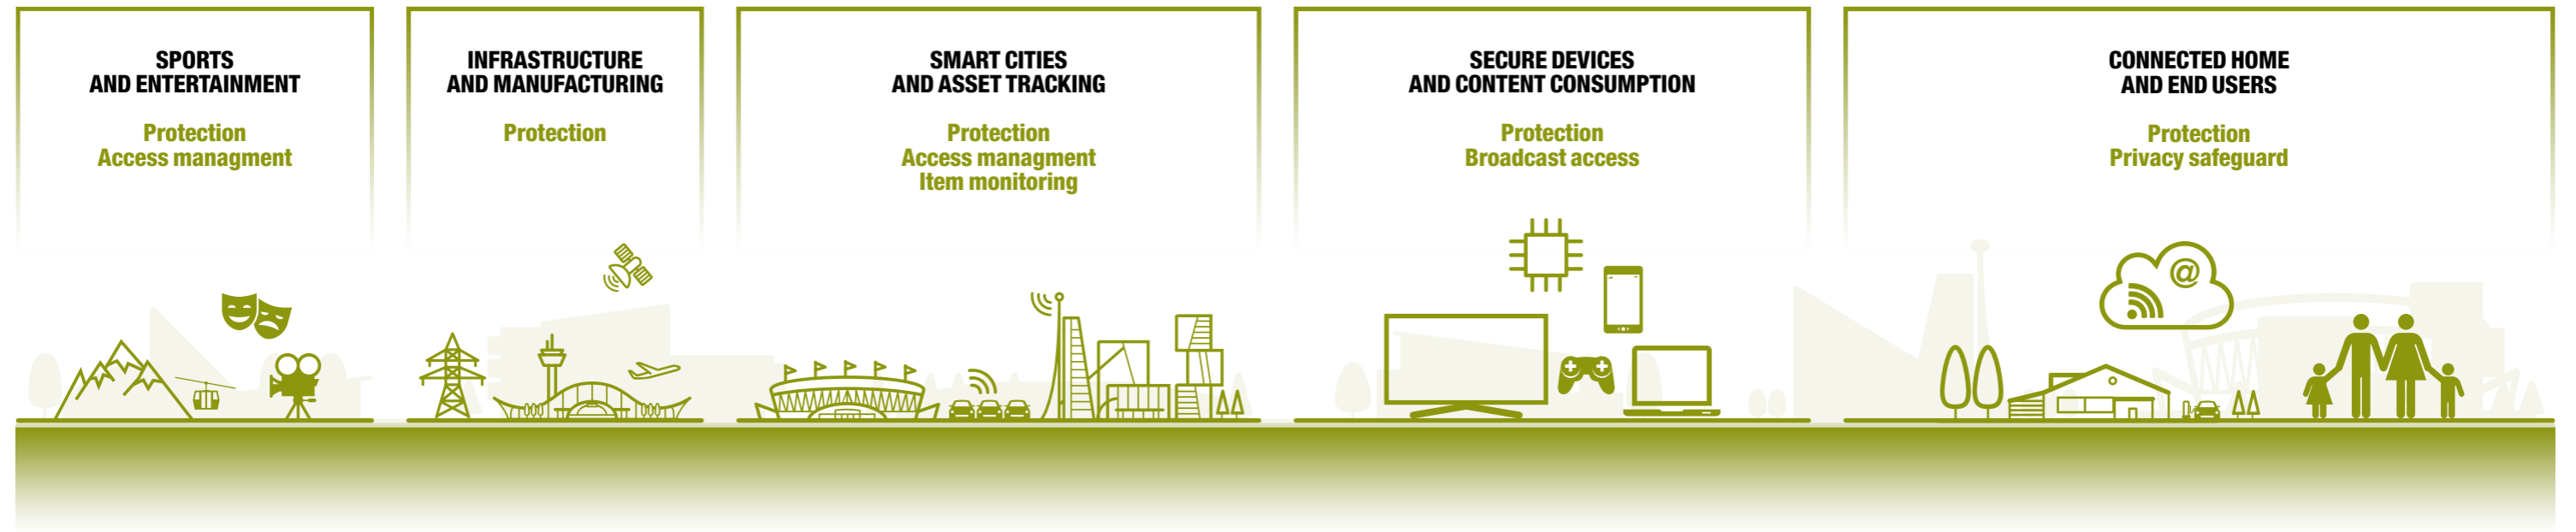 SPORTS
AND ENTERTAINMENT
Protection
Access managment
INFRASTRUCTURE
AND MANUFACTURING
Protection
SMART CITIES
AND ASSET TRACKING
Protection
Access managment
Item monitoring
SECURE DEVICES
AND CONTENT CONSUMPTION
Protection
Broadcast access
CONNECTED HOME
AND END USERS
Protection
Privacy safeguard
@